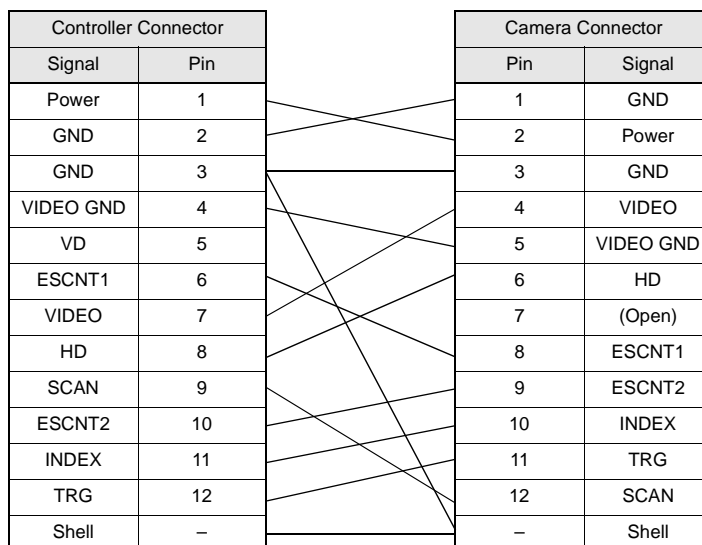 Controller Connector Camera Connector
Signal Pin Pin Signal
Power 1 1 GND
GND 2 2 Power
GND 3 3 GND
VIDEO GND 4 4 VIDEO
VD 5 5 VIDEO GND
ESCNT1 6 6 HD
VIDEO 7 7 (Open)
HD 8 8 ESCNT1
SCAN 9 9 ESCNT2
ESCNT2 10 10 INDEX
INDEX 11 11 TRG
TRG 12 12 SCAN
Shell – – Shell